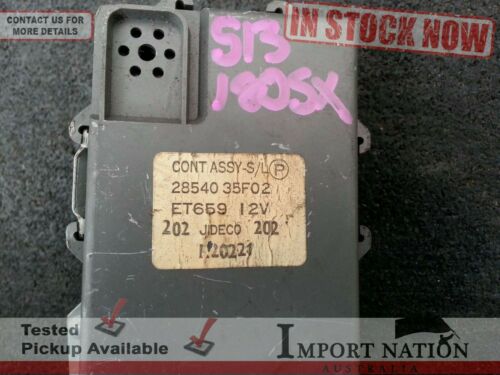 CONTACT US FOR
MORE DETAILS
IN STOCK NOW
S13
180SX
CONT ASSY-S/L P
28540 35F02
ET659 12V
202 JIDECO 202
Tested
Pickup Available
IMPORT NATION
AUSTRALIA